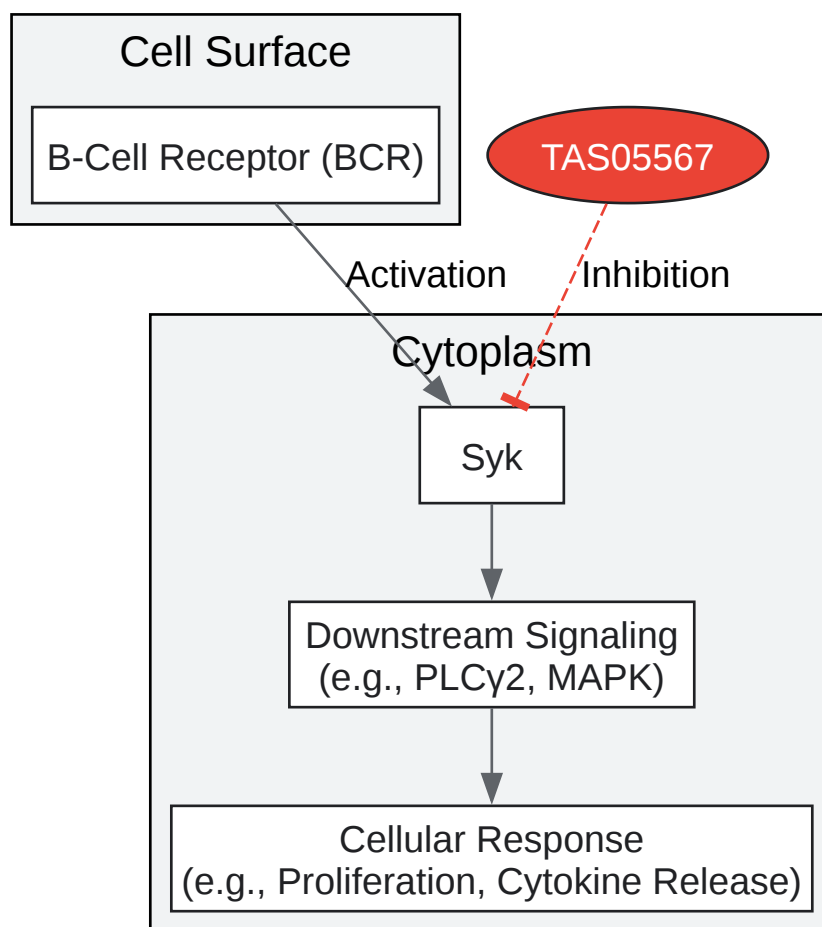 Cell Surface
B-Cell Receptor (BCR)
TAS05567
Activation
Inhibition
Cytoplasm
Syk
Downstream Signaling
(e.g., PLCγ2, MAPK)
Cellular Response
(e.g., Proliferation, Cytokine Release)